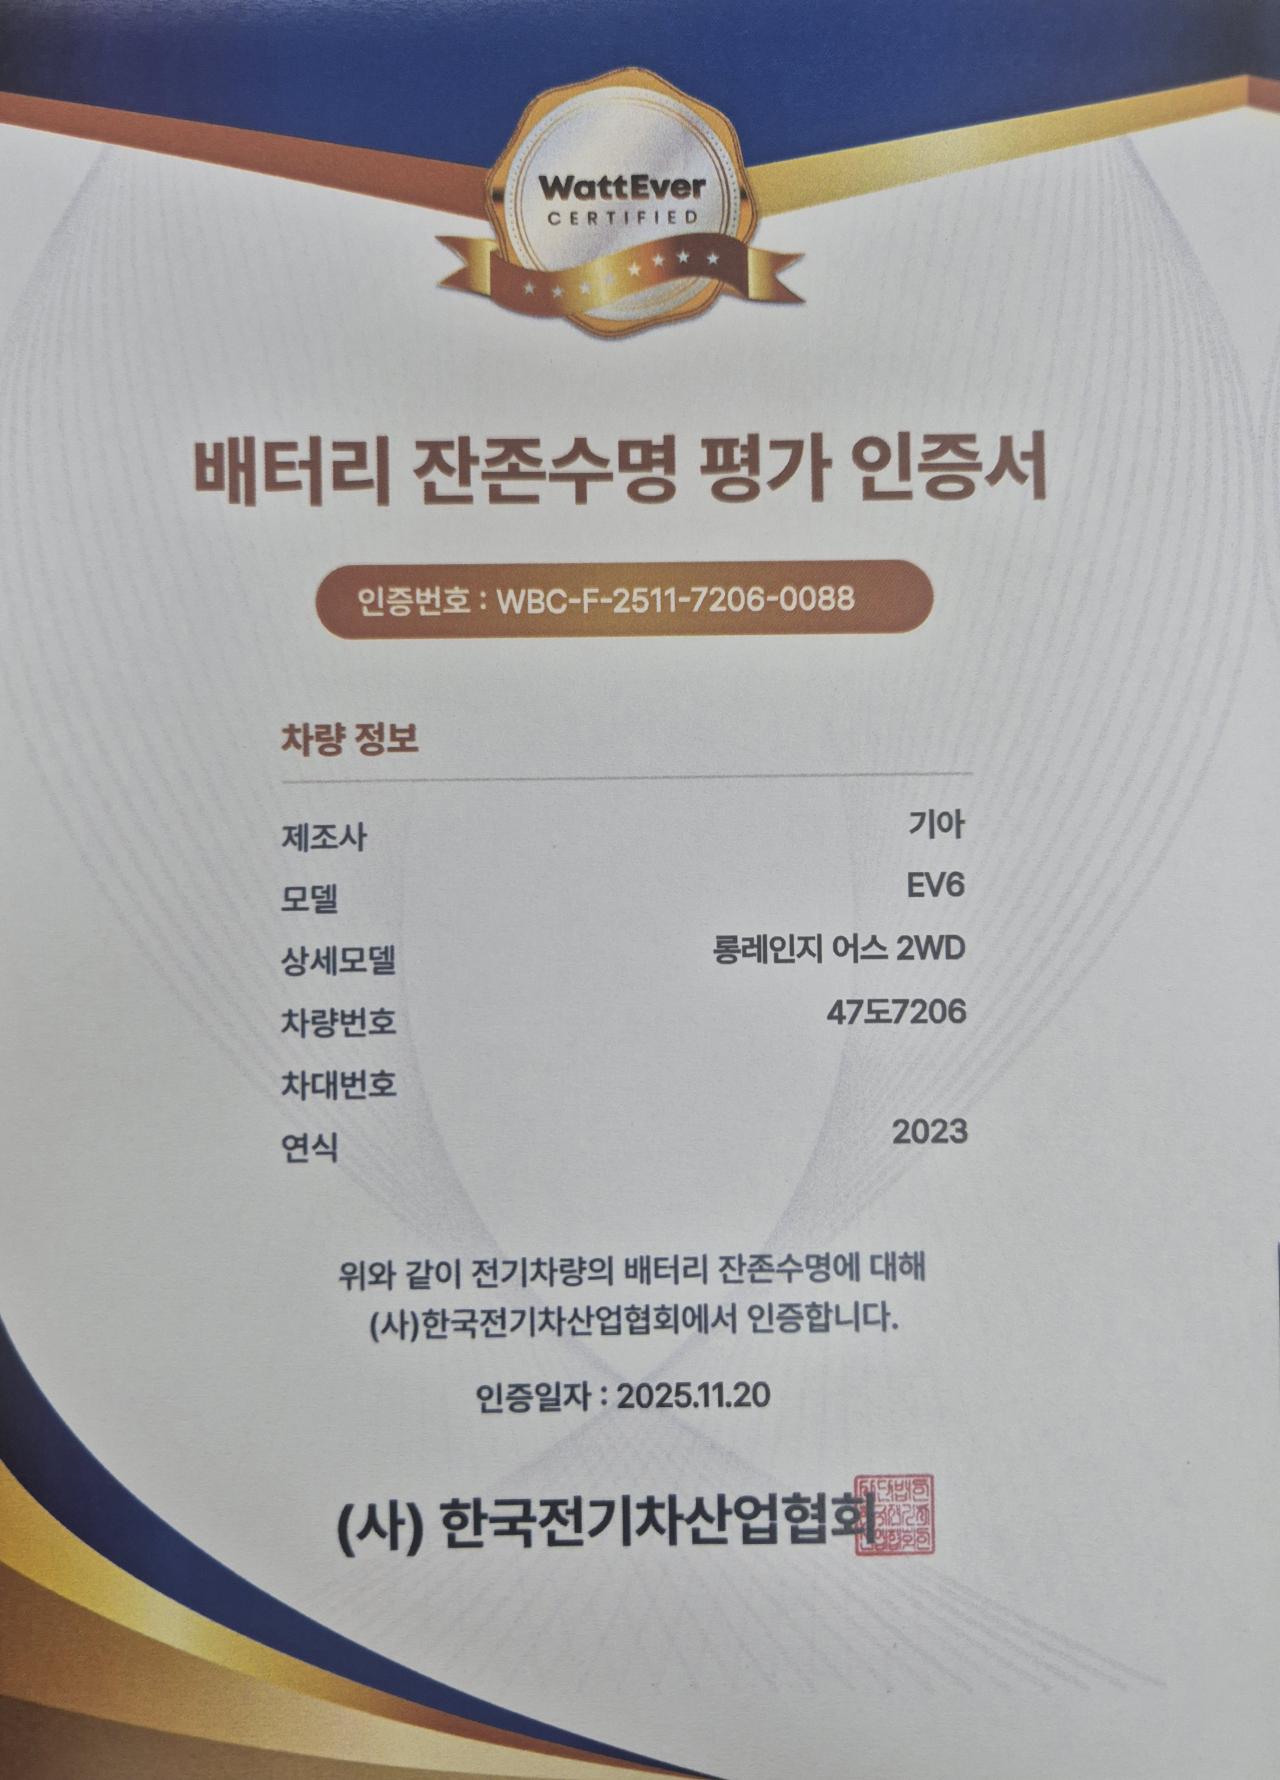 WattEver
CERTIFIED
배터리 잔존수명 평가 인증서
인증번호 : WBC-F-2511-7206-0088
차량 정보
제조사 기아
모델 EV6
상세모델 롱레인지 어스 2WD
차량번호 47도7206
차대번호
연식 2023
위와 같이 전기차량의 배터리 잔존수명에 대해
(사)한국전기차산업협회에서 인증합니다.
인증일자 : 2025.11.20
(사) 한국전기차산업협회